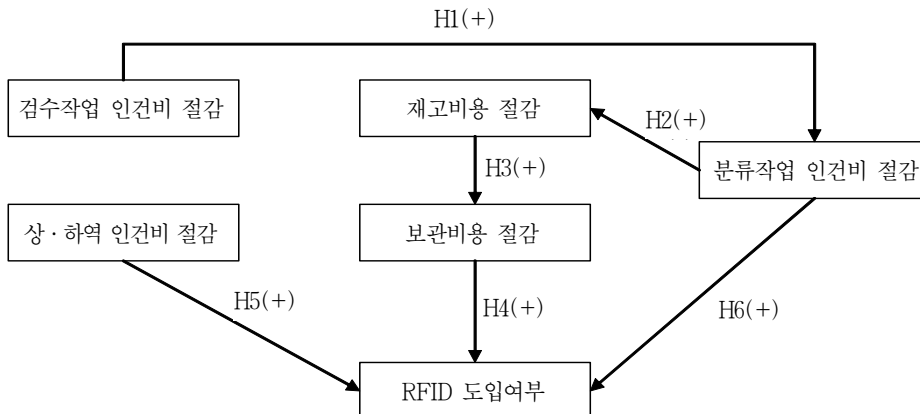 H1(+)
검수작업 인건비 절감
재고비용 절감
H2(+)
H3(+)
분류작업 인건비 절감
상·하역 인건비 절감
보관비용 절감
H5(+)
H4(+)
H6(+)
RFID 도입여부